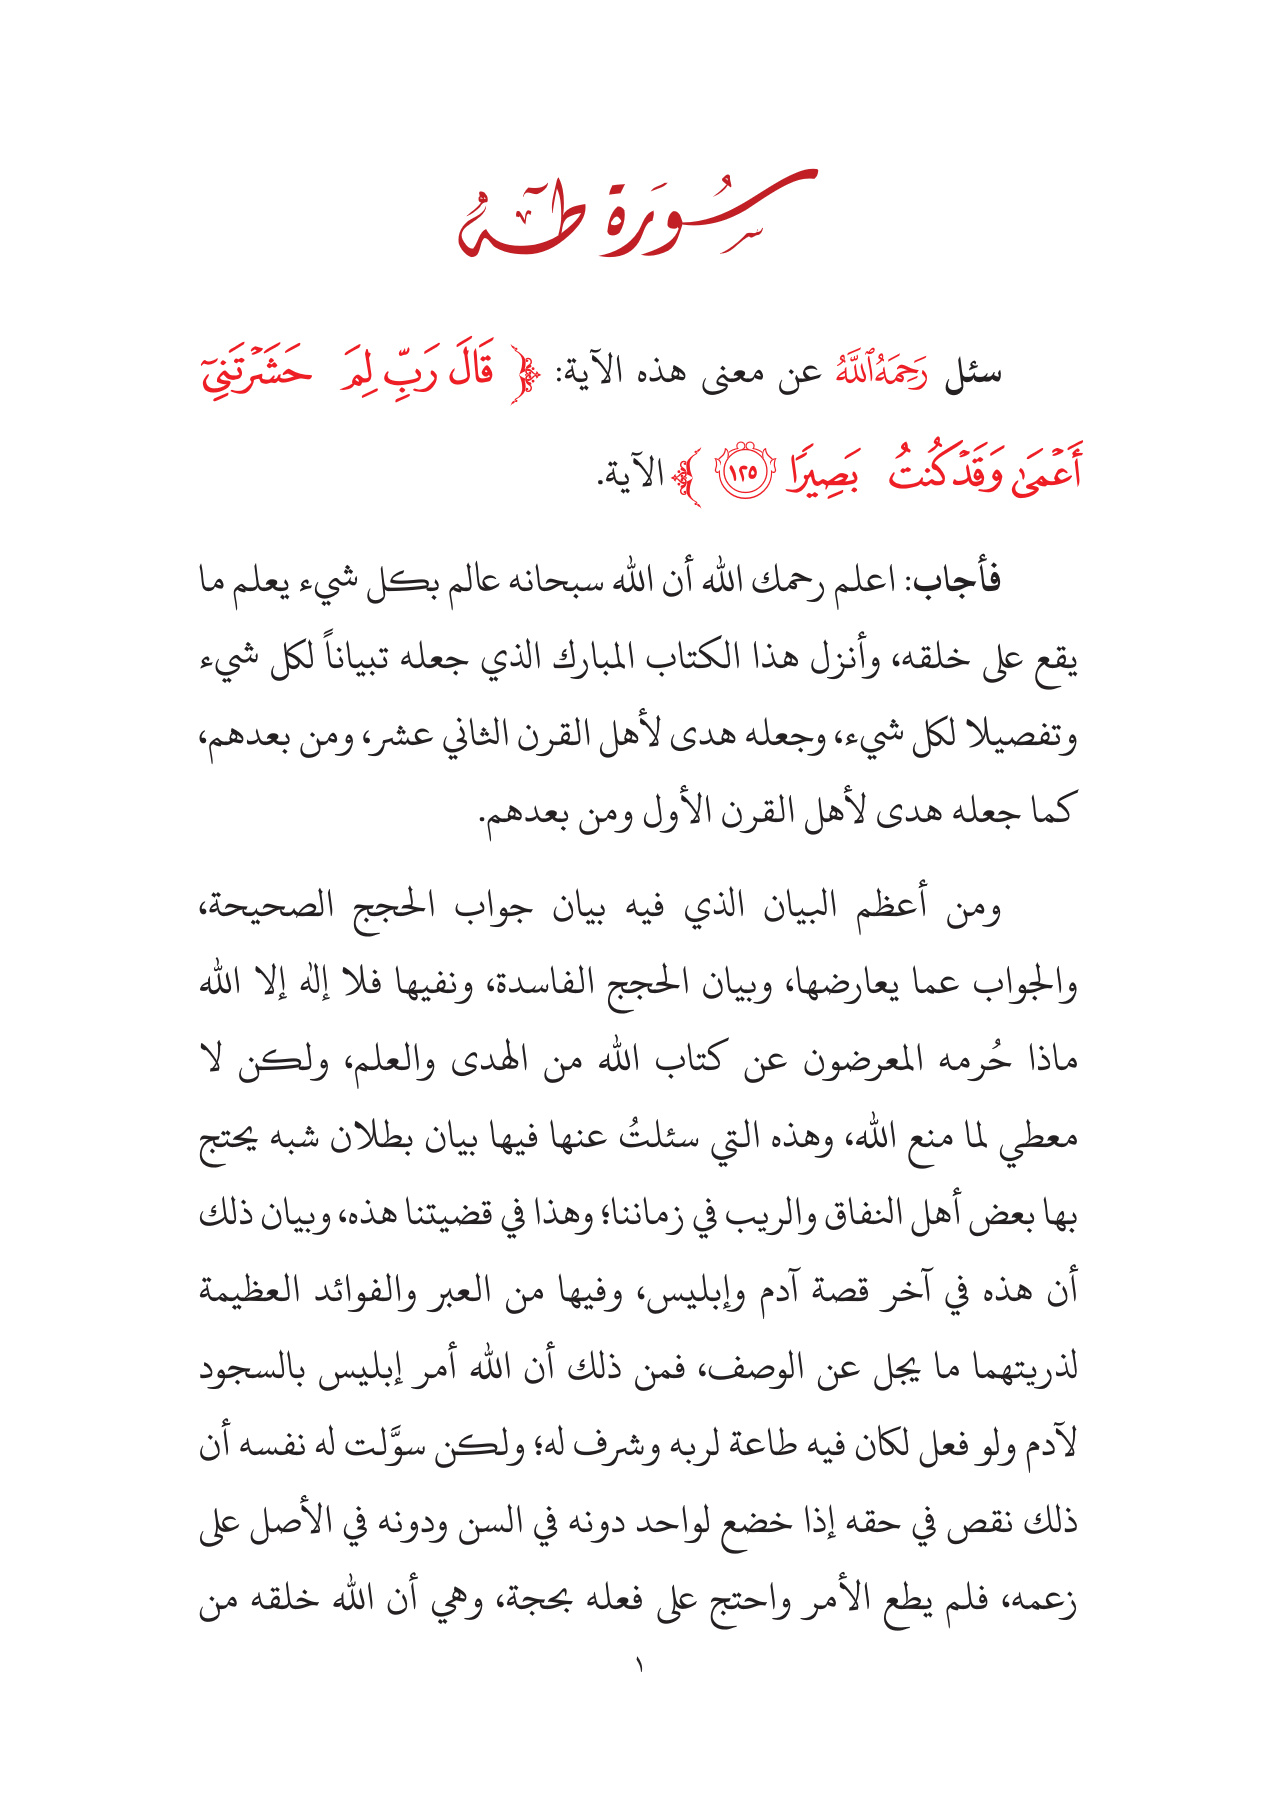 سُورَة طه
سئل رَحِمَهُ ٱللَّهُ عن معنى هذه الآية: ﴿ قَالَ رَبِّ لِمَ حَشَرْتَنِيٓ
أَعْمَىٰ وَقَدْ كُنتُ بَصِيرًا ١٢٥ ﴾ الآية.
فأجاب: اعلم رحمك الله أن الله سبحانه عالم بكل شيء يعلم ما
يقع على خلقه، وأنزل هذا الكتاب المبارك الذي جعله تبياناً لكل شيء
وتفصيلا لكل شيء، وجعله هدى لأهل القرن الثاني عشر، ومن بعدهم،
كما جعله هدى لأهل القرن الأول ومن بعدهم.
ومن أعظم البيان الذي فيه بيان جواب الحجج الصحيحة،
والجواب عما يعارضها، وبيان الحجج الفاسدة، ونفيها فلا إله إلا الله
ماذا حُرمه المعرضون عن كتاب الله من الهدى والعلم، ولكن لا
معطي لما منع الله، وهذه التي سئلتُ عنها فيها بيان بطلان شبه يحتج
بها بعض أهل النفاق والريب في زماننا؛ وهذا في قضيتنا هذه، وبيان ذلك
أن هذه في آخر قصة آدم وإبليس، وفيها من العبر والفوائد العظيمة
لذريتهما ما يجل عن الوصف، فمن ذلك أن الله أمر إبليس بالسجود
لآدم ولو فعل لكان فيه طاعة لربه وشرف له؛ ولكن سوَّلت له نفسه أن
ذلك نقص في حقه إذا خضع لواحد دونه في السن ودونه في الأصل على
زعمه، فلم يطع الأمر واحتج على فعله بحجة، وهي أن الله خلقه من
١